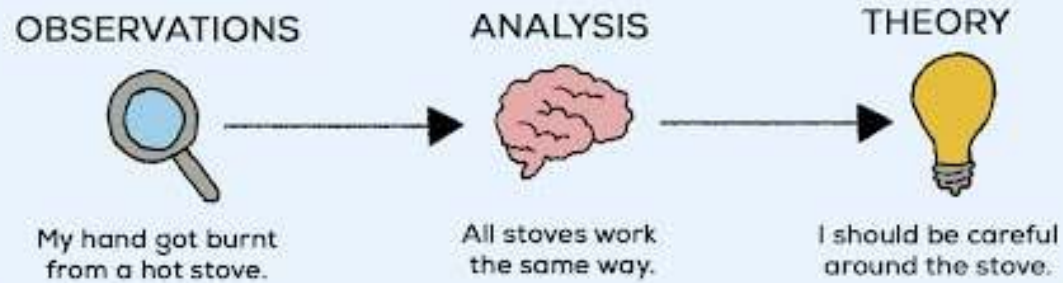 OBSERVATIONS
ANALYSIS
THEORY
My hand got burnt
from a hot stove.
All stoves work
the same way.
I should be careful
around the stove.